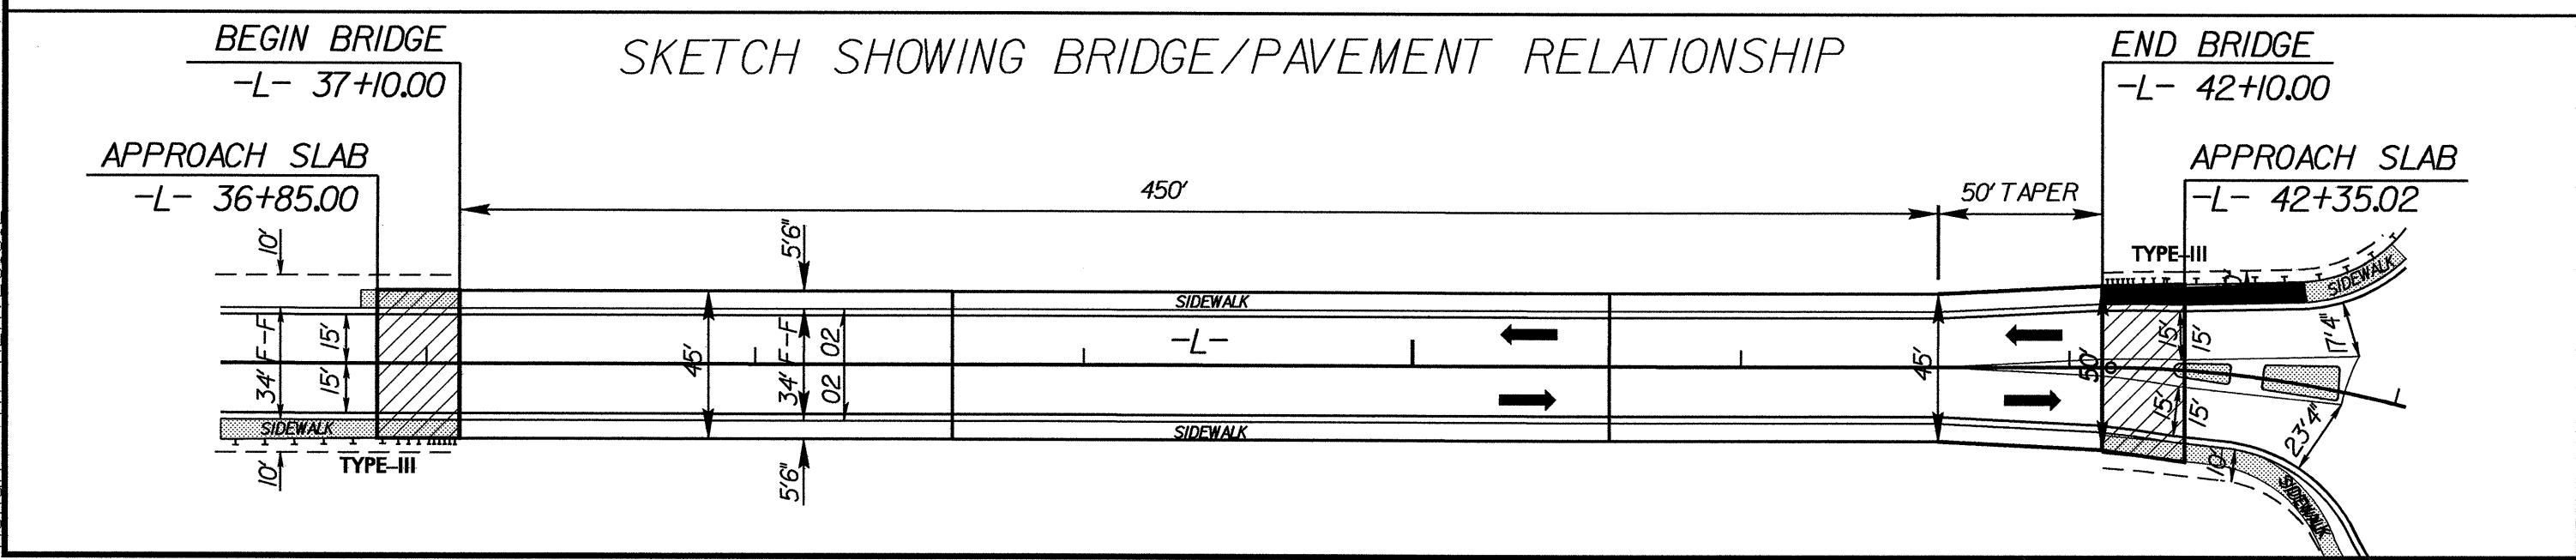 SKETCH SHOWING BRIDGE/PAVEMENT RELATIONSHIP
BEGIN BRIDGE
-L- 37+10.00
END BRIDGE
-L- 42+10.00
APPROACH SLAB
-L- 36+85.00
APPROACH SLAB
-L- 42+35.02
450'
50' TAPER
10'
5'6"
TYPE-III
SIDEWALK
SIDEWALK
34' F-F
15'
15'
45'
34' F-F
02
02
-L-
45'
50'
15'
15'
15'
15'
17'4"
23'4"
L
SIDEWALK
SIDEWALK
TYPE-III
10'
5'6"
10'
SIDEWALK